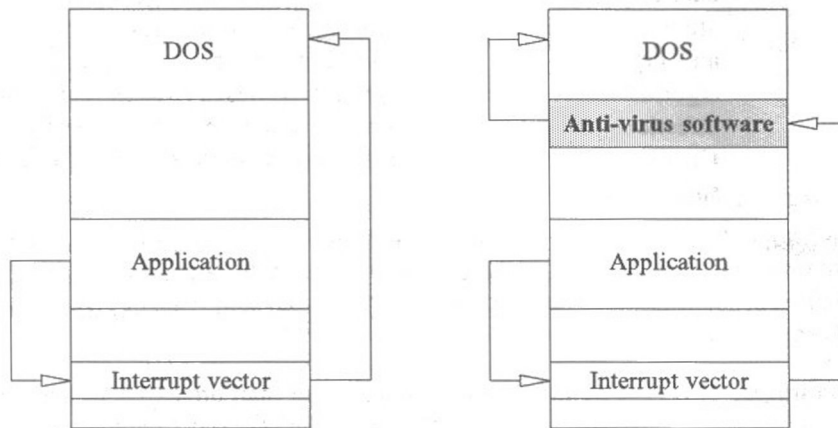 DOS
Application
Interrupt vector
DOS
Anti-virus software
Application
Interrupt vector